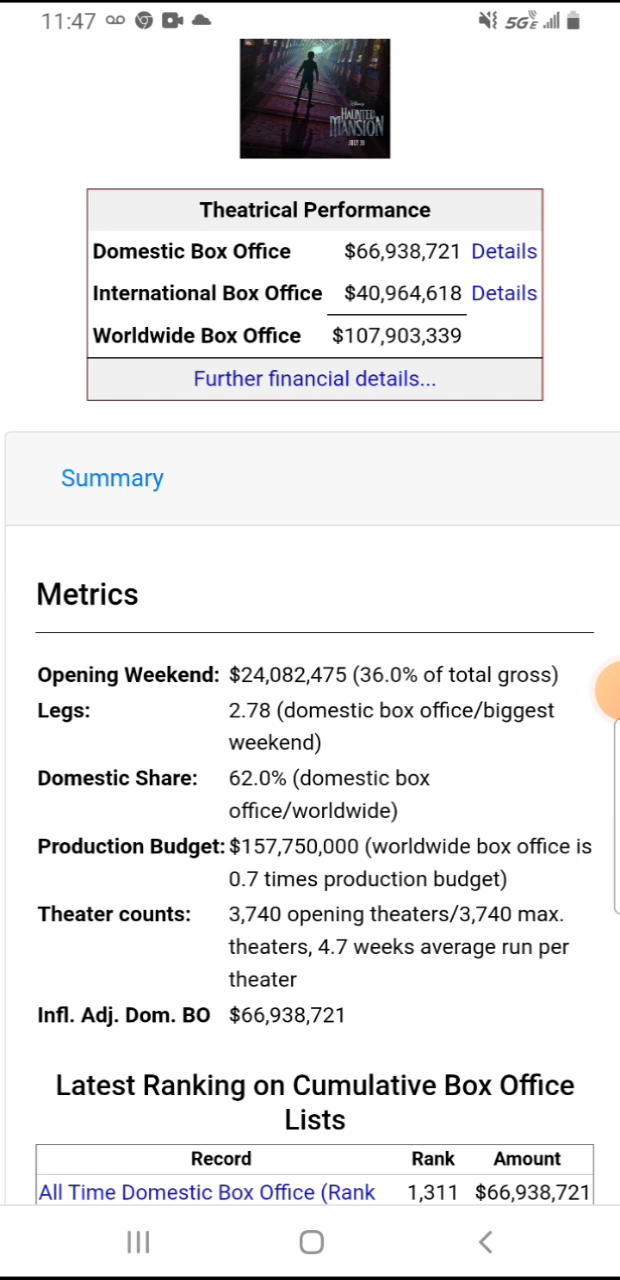 11:47
5GE
Disney
HAUNTED
MANSION
Theatrical Performance
Domestic Box Office $66,938,721 Details
International Box Office $40,964,618 Details
Worldwide Box Office $107,903,339
Further financial details...
Summary
Metrics
Opening Weekend: $24,082,475 (36.0% of total gross)
Legs: 2.78 (domestic box office/biggest
weekend)
Domestic Share: 62.0% (domestic box
office/worldwide)
Production Budget: $157,750,000 (worldwide box office is
0.7 times production budget)
Theater counts: 3,740 opening theaters/3,740 max.
theaters, 4.7 weeks average run per
theater
Infl. Adj. Dom. BO $66,938,721
Latest Ranking on Cumulative Box Office
Lists
Record Rank Amount
All Time Domestic Box Office (Rank 1,311 $66,938,721